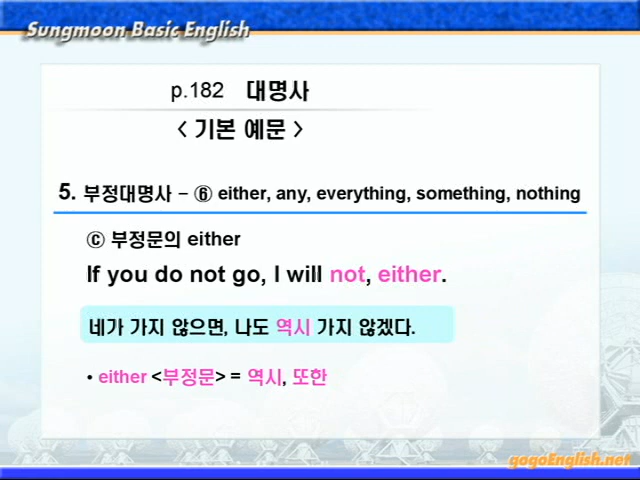 Sungmoon Basic English
p.182 대명사
< 기본 예문 >
5. 부정대명사 – ⑥ either, any, everything, something, nothing
ⓒ 부정문의 either
If you do not go, I will not, either.
네가 가지 않으면, 나도 역시 가지 않겠다.
• either <부정문> = 역시, 또한
gogoEnglish.net